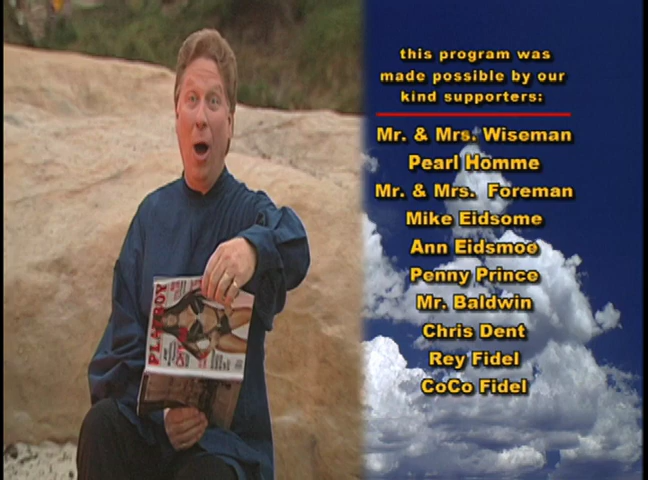 this program was
made possible by our
kind supporters:
Mr. & Mrs. Wiseman
Pearl Homme
Mr. & Mrs. Foreman
Mike Eidsome
Ann Eidsmoe
Penny Prince
Mr. Baldwin
Chris Dent
Rey Fidel
CoCo Fidel
PLAYBOY